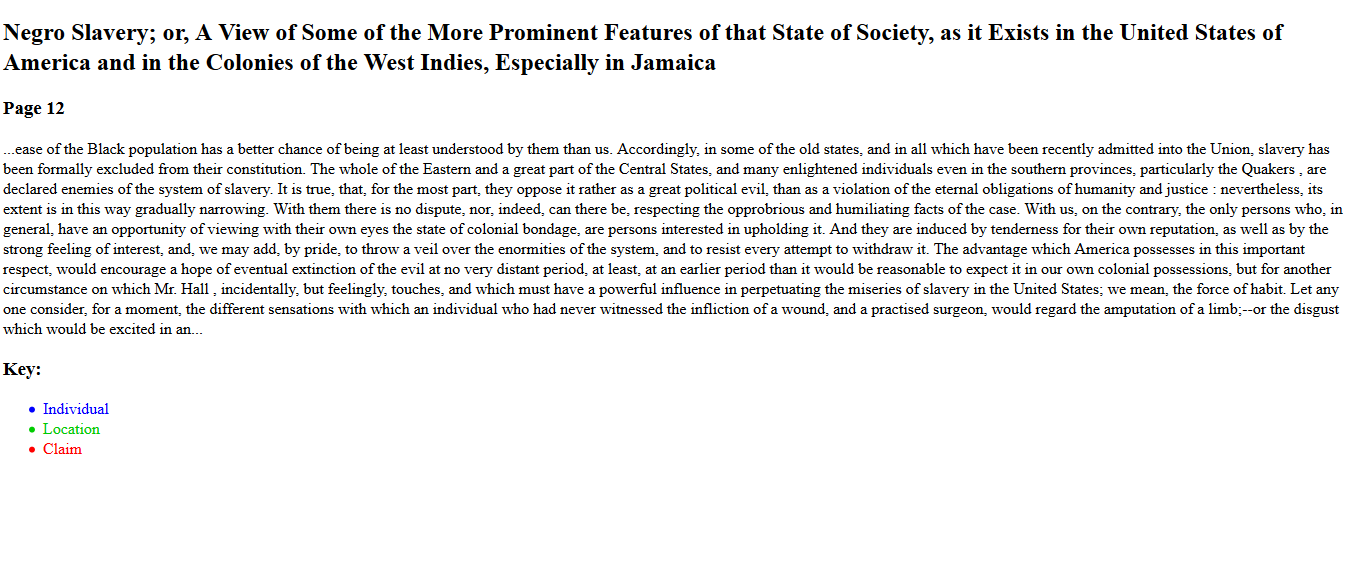 Negro Slavery; or, A View of Some of the More Prominent Features of that State of Society, as it Exists in the United States of
America and in the Colonies of the West Indies, Especially in Jamaica
Page 12
...ease of the Black population has a better chance of being at least understood by them than us. Accordingly, in some of the old states, and in all which have been recently admitted into the Union, slavery has
been formally excluded from their constitution. The whole of the Eastern and a great part of the Central States, and many enlightened individuals even in the southern provinces, particularly the Quakers , are
declared enemies of the system of slavery. It is true, that, for the most part, they oppose it rather as a great political evil, than as a violation of the eternal obligations of humanity and justice : nevertheless, its
extent is in this way gradually narrowing. With them there is no dispute, nor, indeed, can there be, respecting the opprobrious and humiliating facts of the case. With us, on the contrary, the only persons who, in
general, have an opportunity of viewing with their own eyes the state of colonial bondage, are persons interested in upholding it. And they are induced by tenderness for their own reputation, as well as by the
strong feeling of interest, and, we may add, by pride, to throw a veil over the enormities of the system, and to resist every attempt to withdraw it. The advantage which America possesses in this important
respect, would encourage a hope of eventual extinction of the evil at no very distant period, at least, at an earlier period than it would be reasonable to expect it in our own colonial possessions, but for another
circumstance on which Mr. Hall , incidentally, but feelingly, touches, and which must have a powerful influence in perpetuating the miseries of slavery in the United States; we mean, the force of habit. Let any
one consider, for a moment, the different sensations with which an individual who had never witnessed the infliction of a wound, and a practised surgeon, would regard the amputation of a limb;--or the disgust
which would be excited in an...
Key:
Individual
Location
Claim